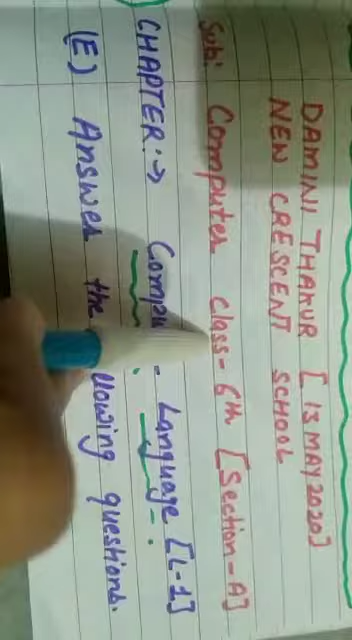 DAMINI THAKUR [13 MAY 2020]
NEW CRESCENT SCHOOL
Sub: Computer class - 6th [Section-A]
CHAPTER:→ Language [L-1]
(E) Answer the questions.